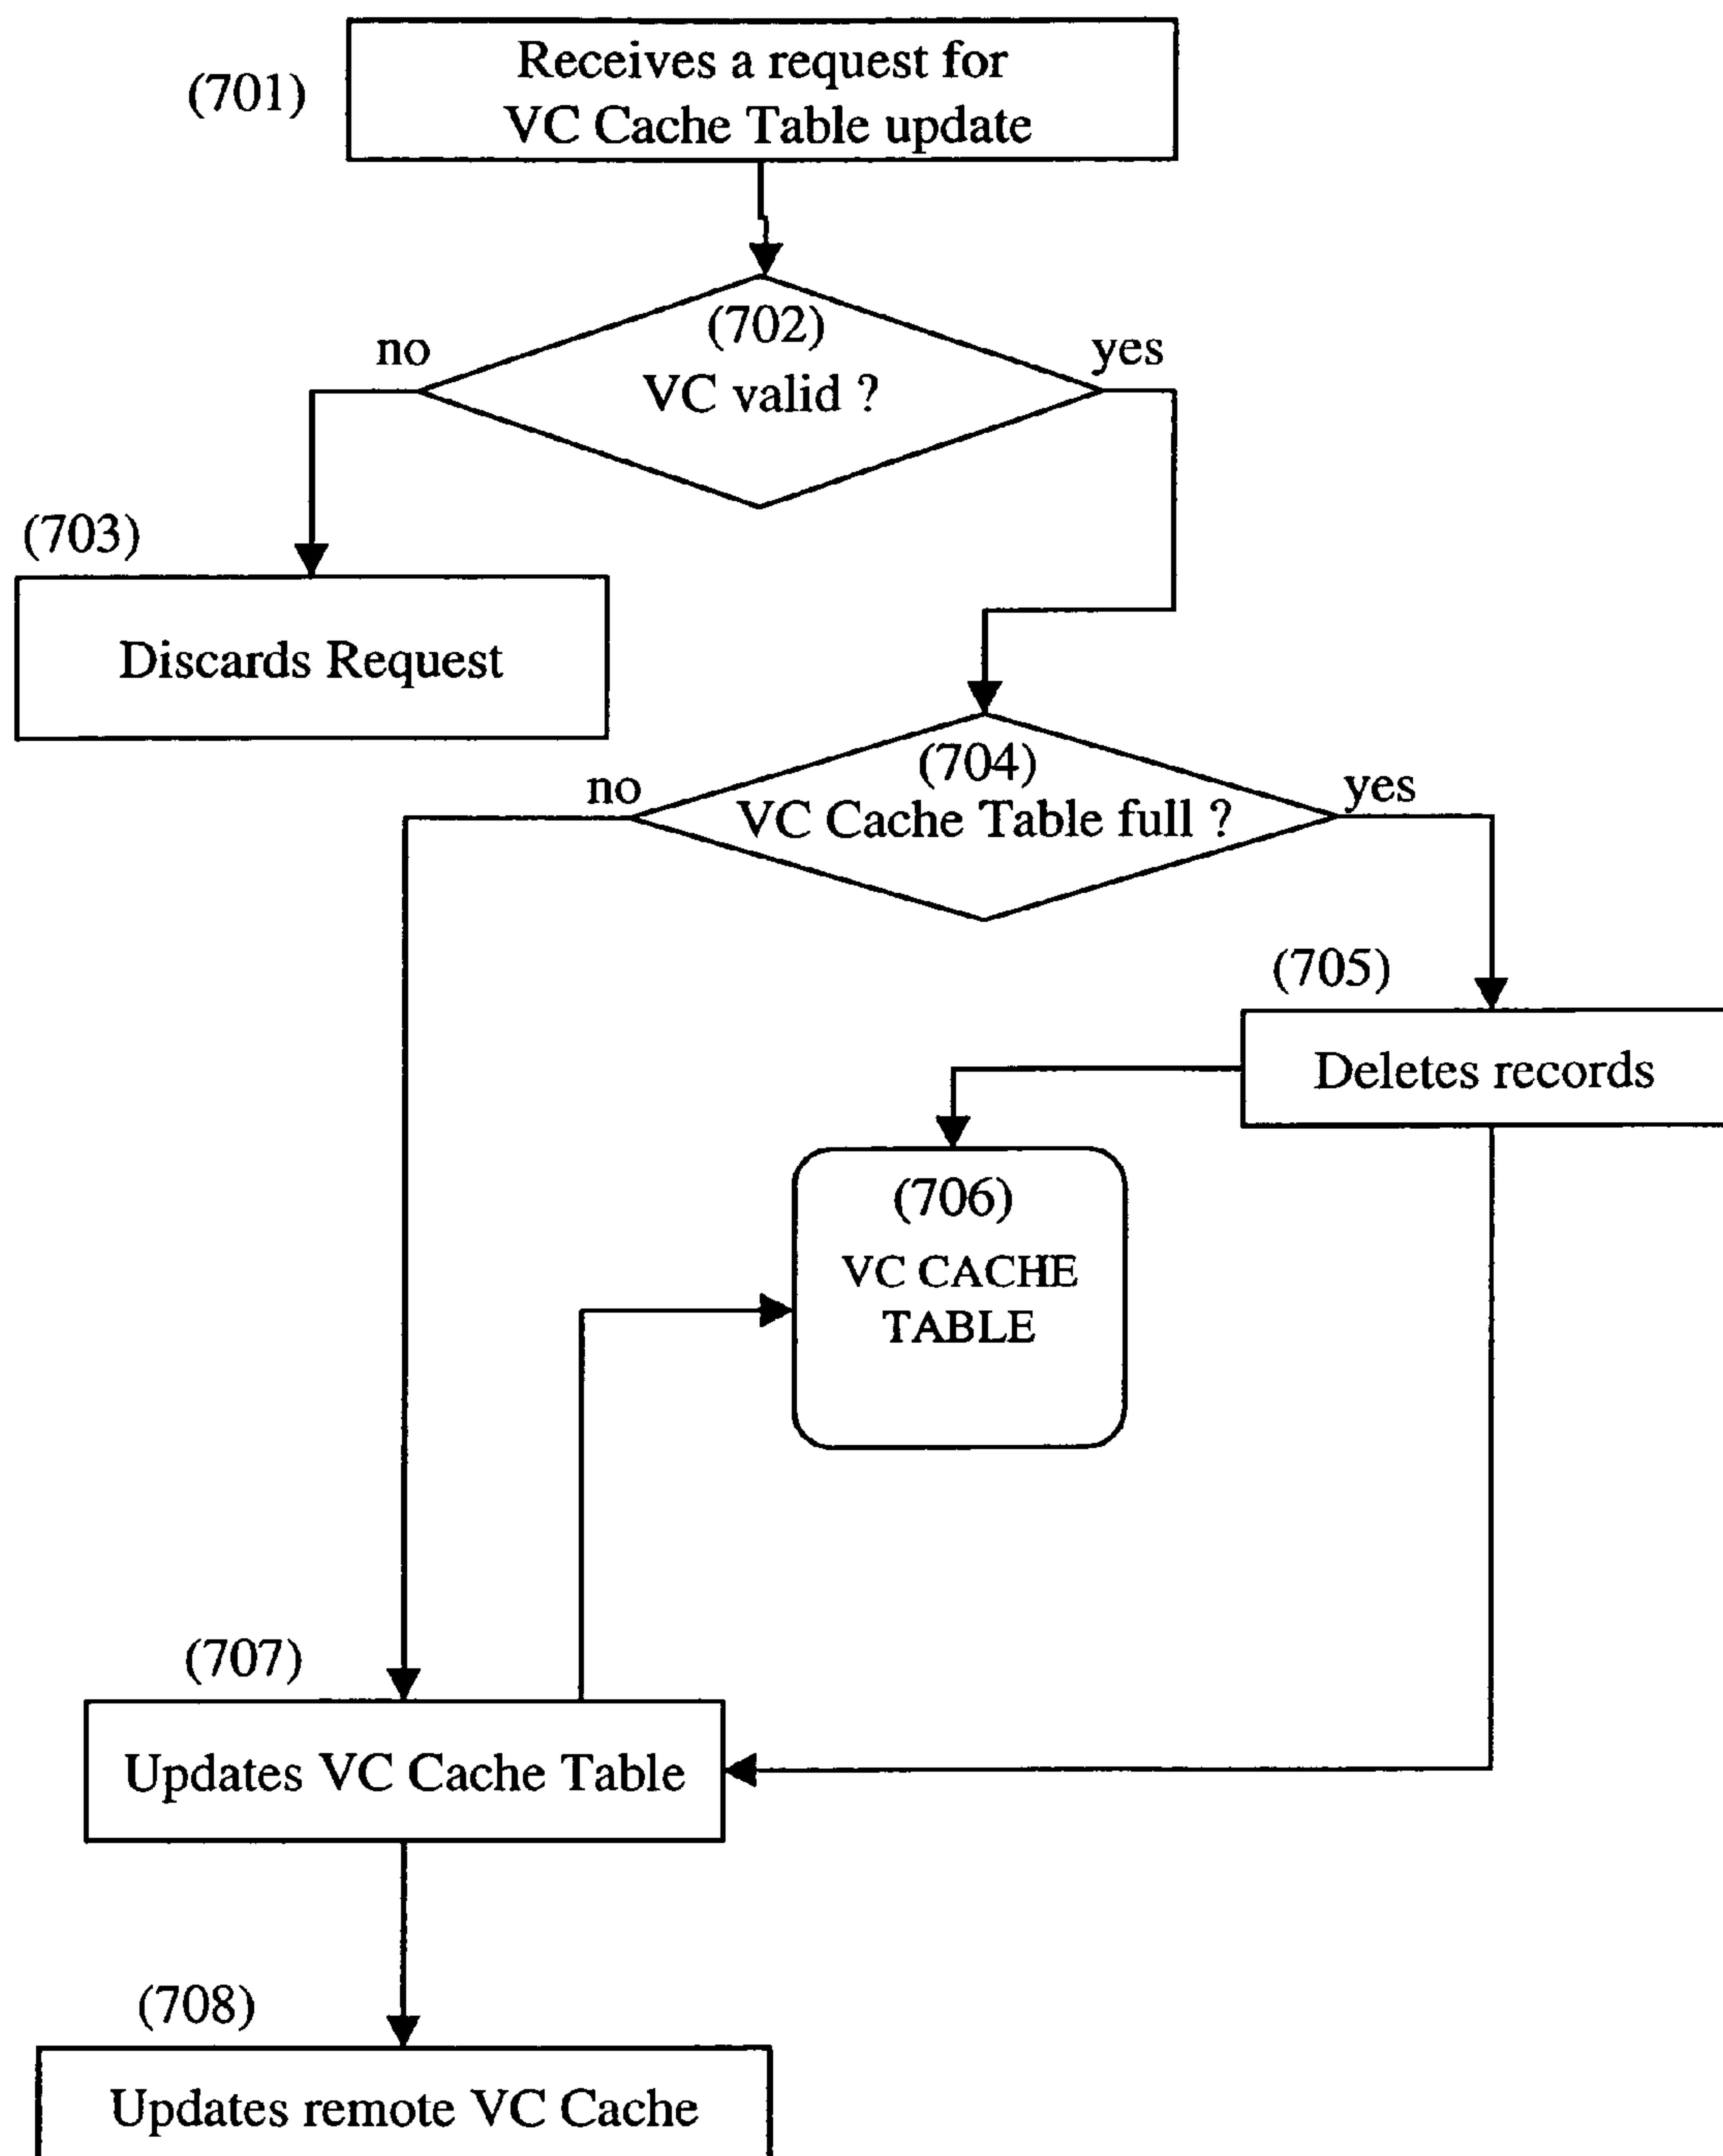 (701)
Receives a request for
VC Cache Table update
(702)
no
yes
VC valid ?
(703)
Discards Request
(704)
no
yes
VC Cache Table full ?
(705)
Deletes records
(706)
VC CACHE
TABLE
(707)
Updates VC Cache Table
(708)
Updates remote VC Cache